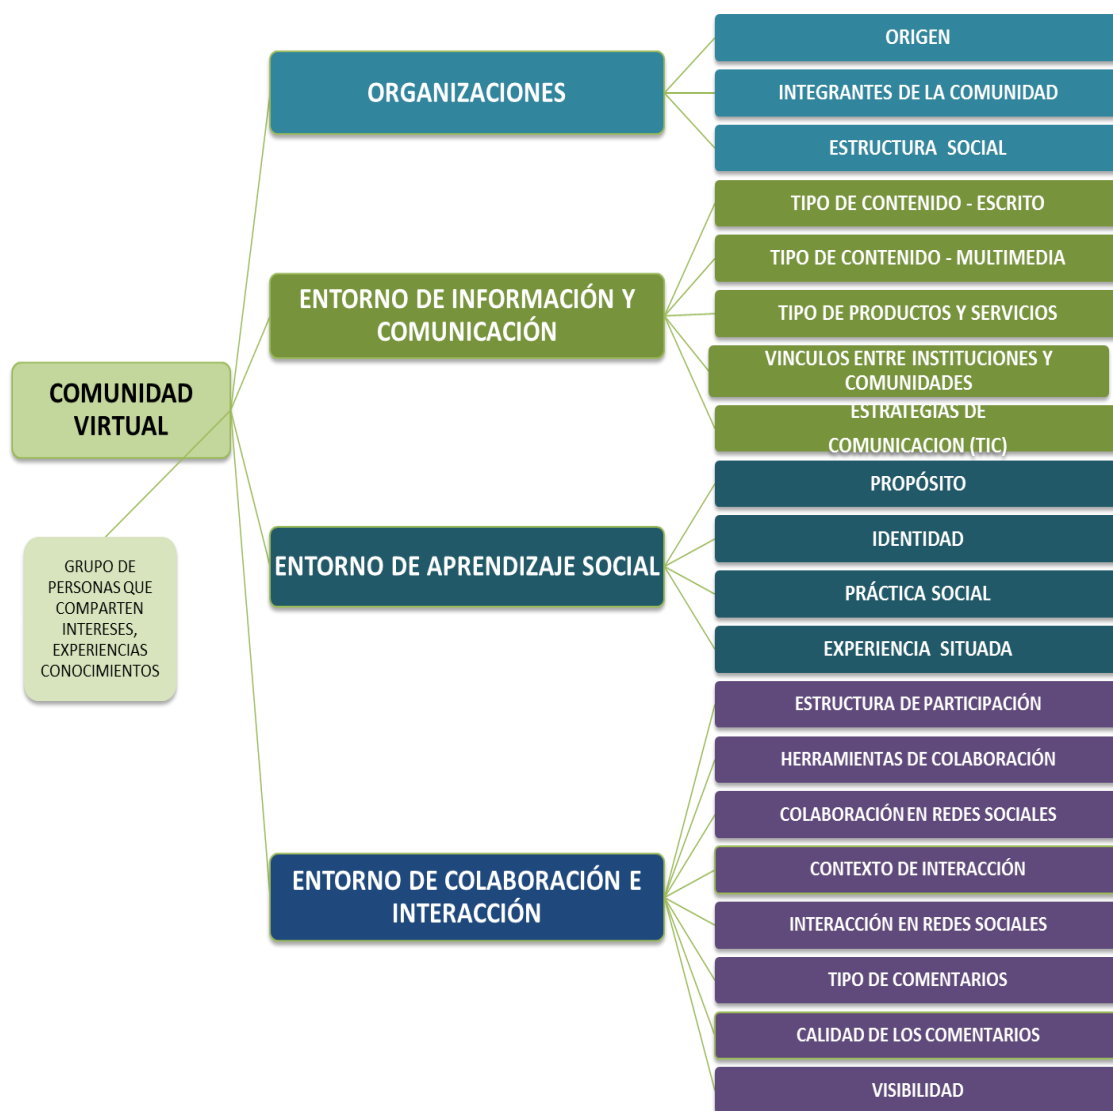 COMUNIDAD
VIRTUAL
GRUPO DE
PERSONAS QUE
COMPARTEN
INTERESES,
EXPERIENCIAS
CONOCIMIENTOS
ORGANIZACIONES
ORIGEN
INTEGRANTES DE LA COMUNIDAD
ESTRUCTURA SOCIAL
ENTORNO DE INFORMACIÓN Y
COMUNICACIÓN
TIPO DE CONTENIDO - ESCRITO
TIPO DE CONTENIDO - MULTIMEDIA
TIPO DE PRODUCTOS Y SERVICIOS
VINCULOS ENTRE INSTITUCIONES Y
COMUNIDADES
ESTRATEGIAS DE
COMUNICACION (TIC)
ENTORNO DE APRENDIZAJE SOCIAL
PROPÓSITO
IDENTIDAD
PRÁCTICA SOCIAL
EXPERIENCIA SITUADA
ENTORNO DE COLABORACIÓN E
INTERACCIÓN
ESTRUCTURA DE PARTICIPACIÓN
HERRAMIENTAS DE COLABORACIÓN
COLABORACIÓN EN REDES SOCIALES
CONTEXTO DE INTERACCIÓN
INTERACCIÓN EN REDES SOCIALES
TIPO DE COMENTARIOS
CALIDAD DE LOS COMENTARIOS
VISIBILIDAD